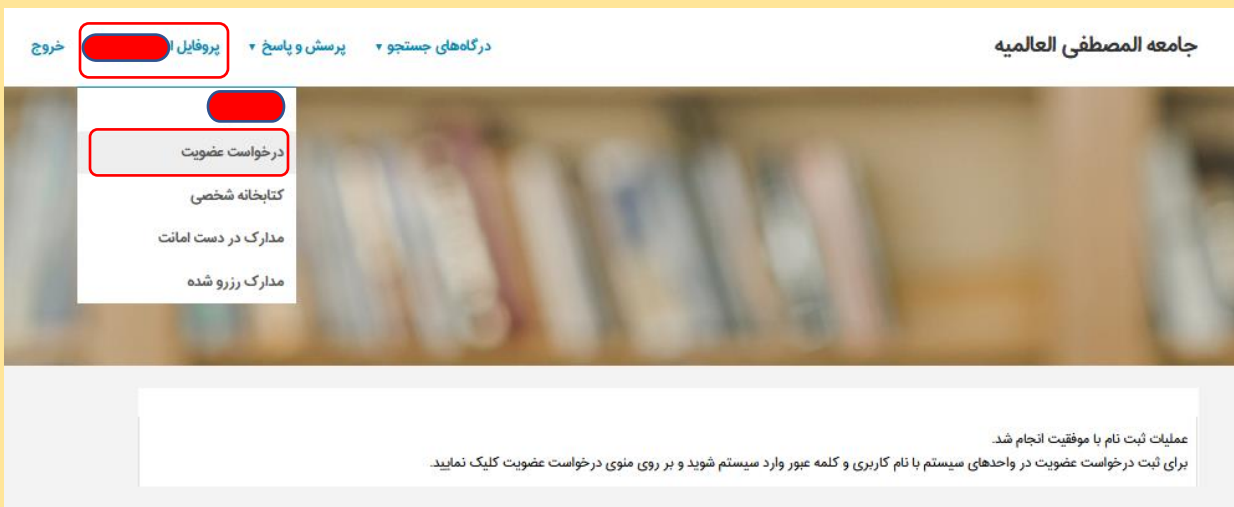 جامعه المصطفی العالمیه
درگاه‌های جستجو ▾ پرسش و پاسخ ▾ پروفایل خروج
درخواست عضویت
کتابخانه شخصی
مدارک در دست امانت
مدارک رزرو شده
عملیات ثبت نام با موفقیت انجام شد.
برای ثبت درخواست عضویت در واحدهای سیستم با نام کاربری و کلمه عبور وارد سیستم شوید و بر روی منوی درخواست عضویت کلیک نمایید.